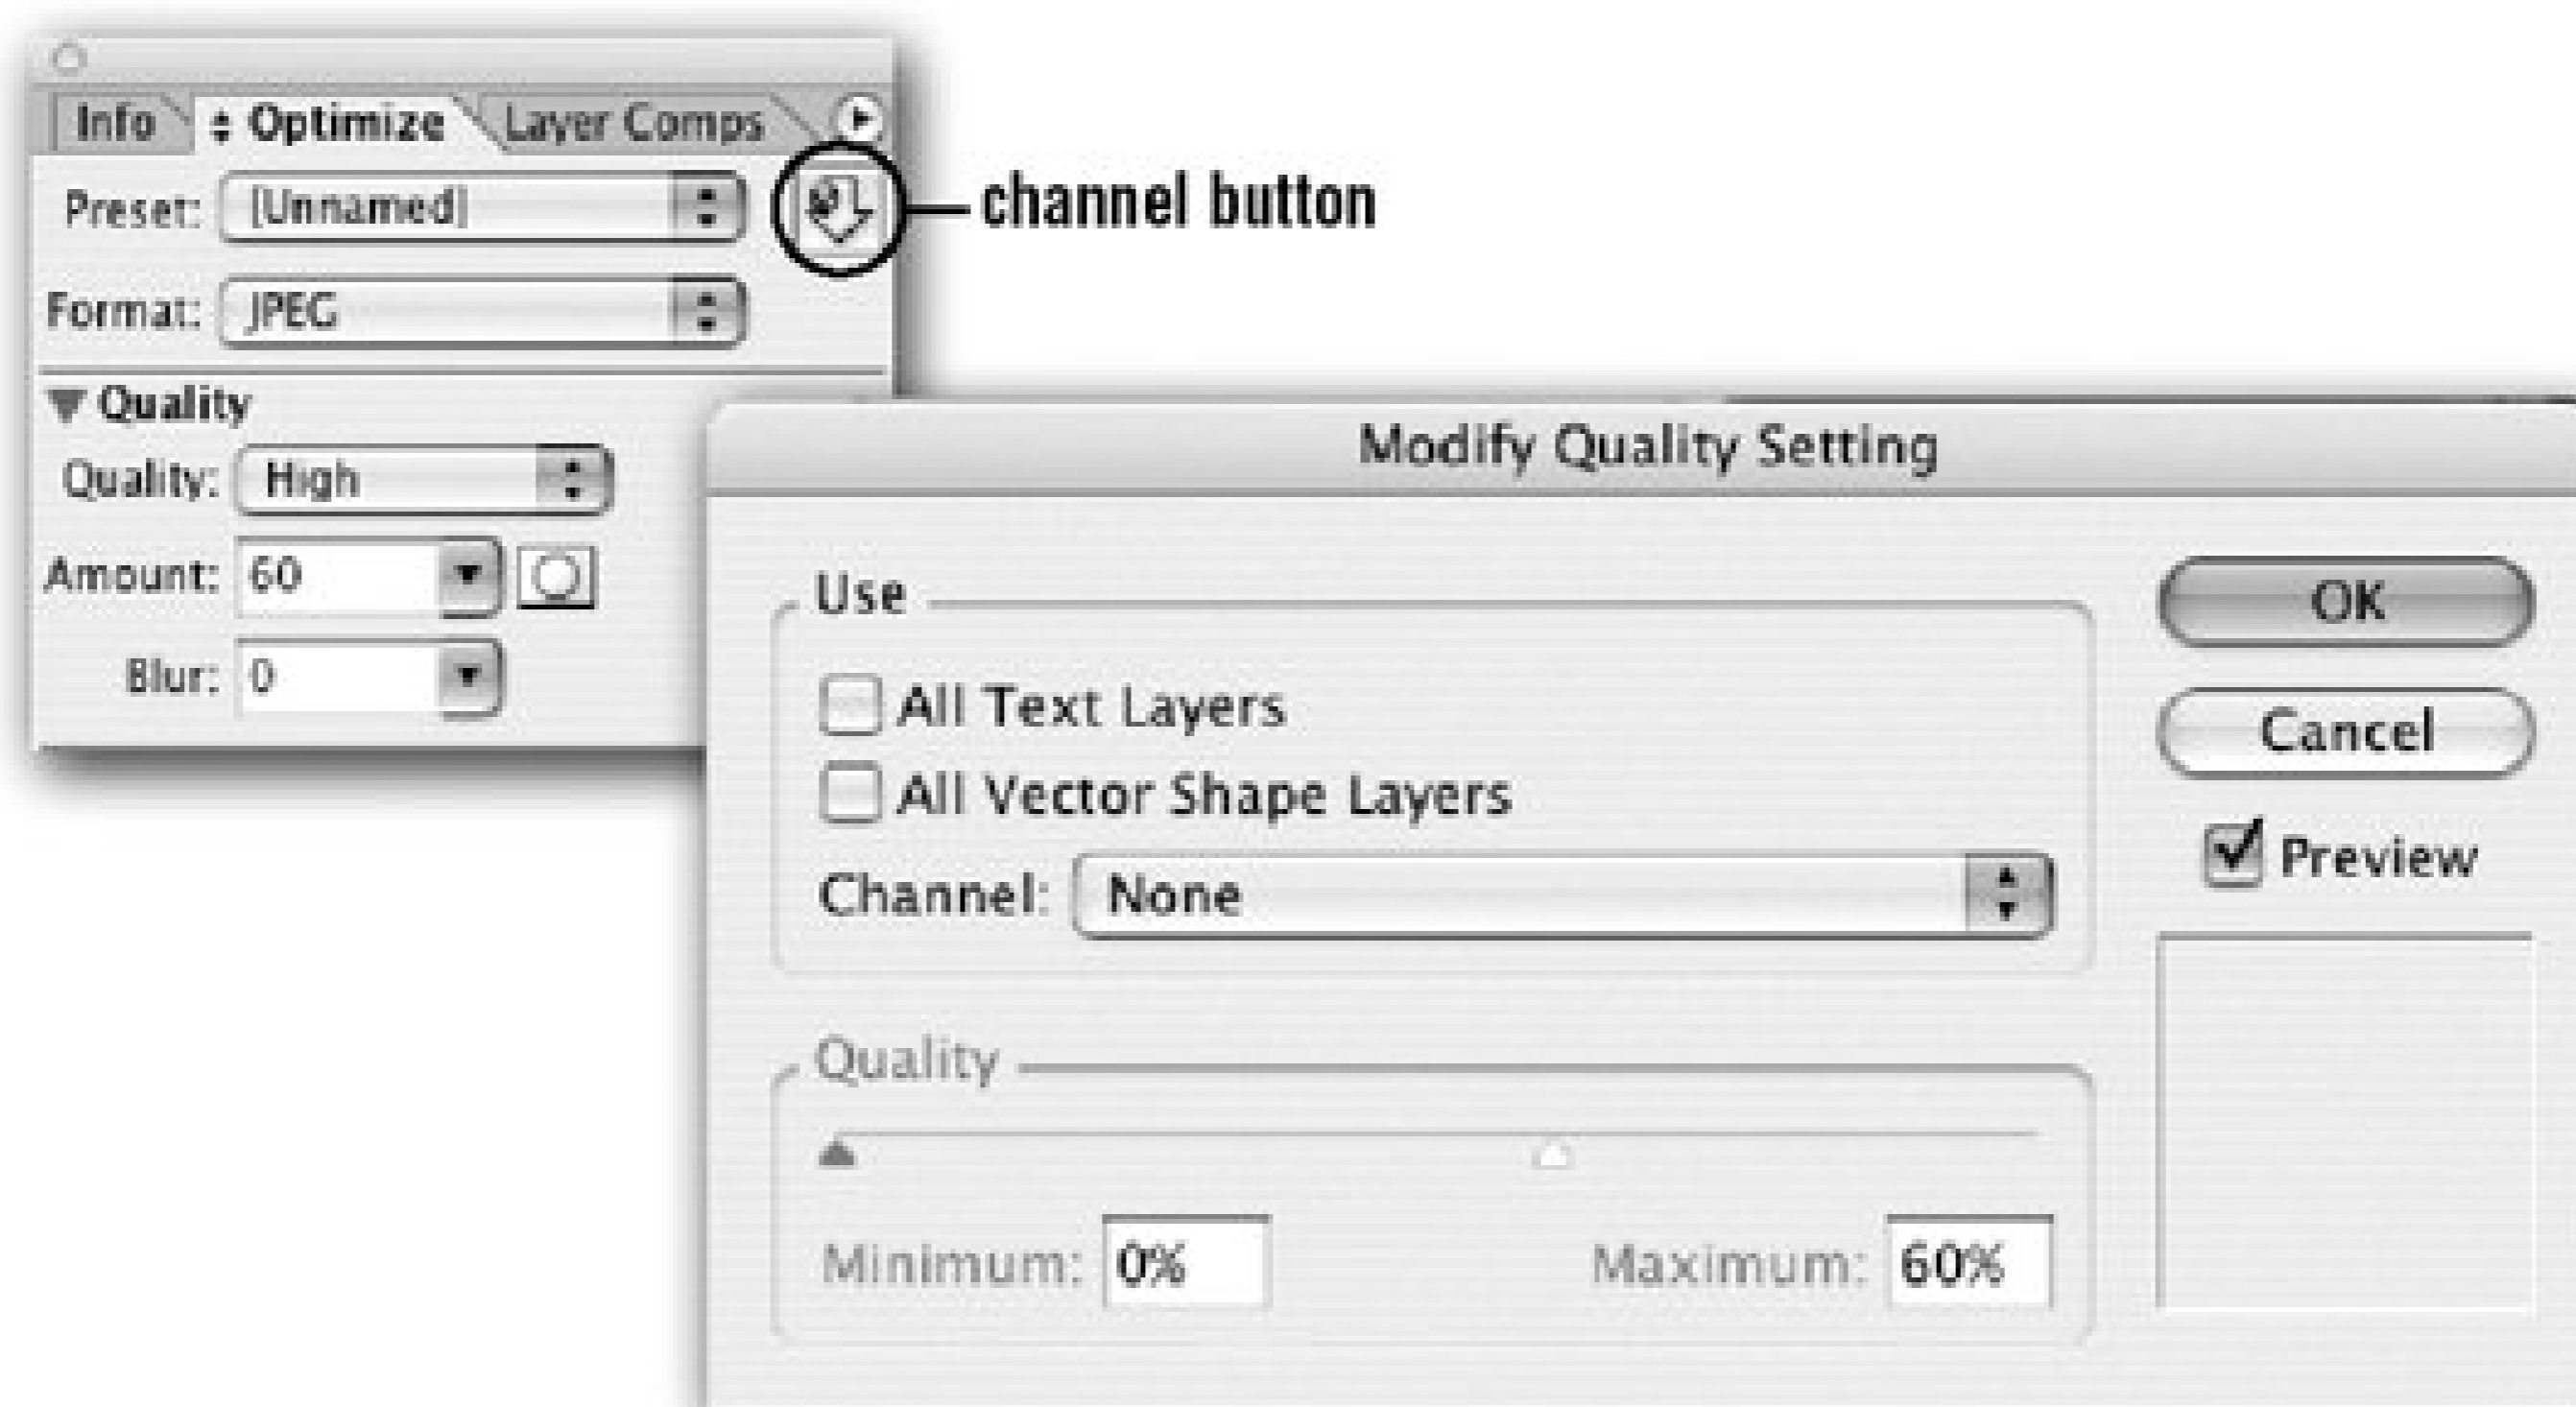 Info Optimize Layer Comps
Preset: [Unnamed]
channel button
Format: JPEG
Quality
Quality: High
Amount: 60
Blur: 0
Modify Quality Setting
Use
All Text Layers
All Vector Shape Layers
Channel: None
OK
Cancel
Preview
Quality
Minimum: 0% Maximum: 60%